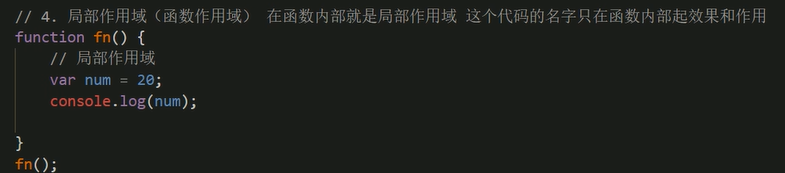 // 4. 局部作用域（函数作用域） 在函数内部就是局部作用域 这个代码的名字只在函数内部起效果和作用
function fn() {
    // 局部作用域
    var num = 20;
    console.log(num);
}
fn();